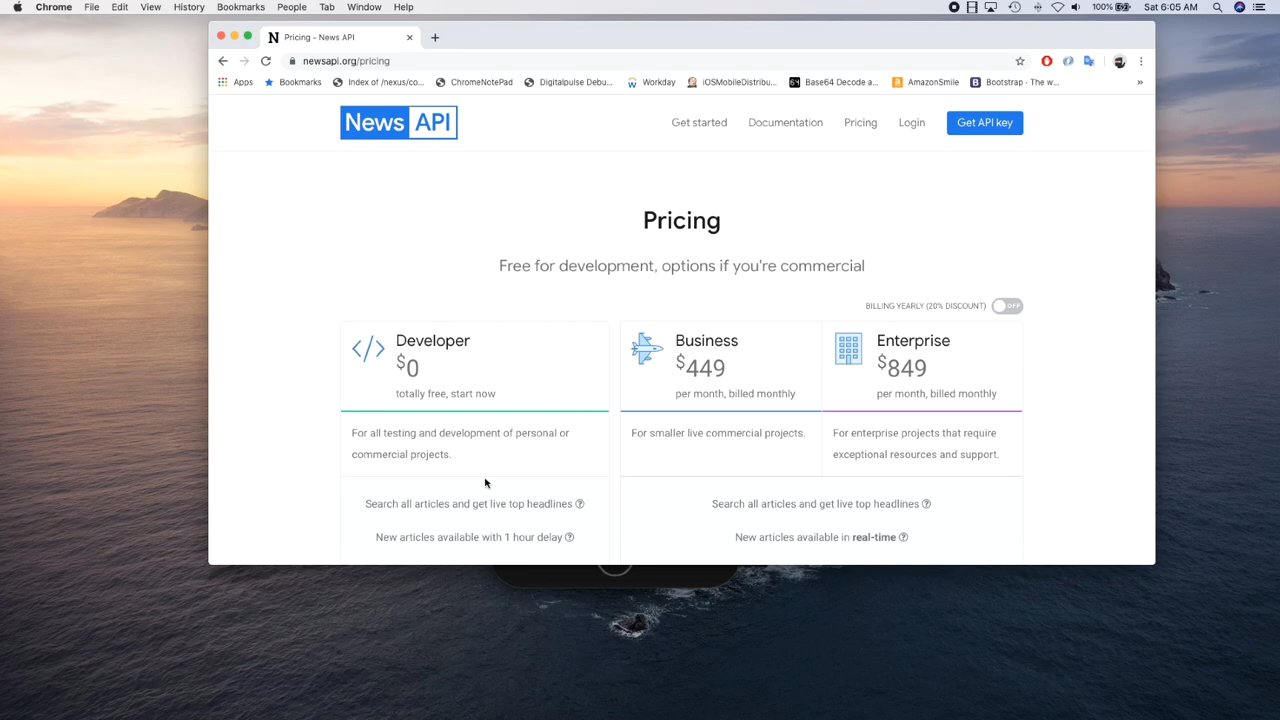 Chrome File Edit View History Bookmarks People Tab Window Help 100% Sat 6:05 AM
N Pricing - News API
newsapi.org/pricing
Apps Bookmarks Index of /nexus/co... ChromeNotePad Digitalpulse Debu... Workday iOSMobileDistribu... Base64 Decode a... AmazonSmile Bootstrap · The w... »
News API Get started Documentation Pricing Login Get API key
Pricing
Free for development, options if you're commercial
BILLING YEARLY (20% DISCOUNT) OFF
Developer Business Enterprise
$0 $449 $849
totally free, start now per month, billed monthly per month, billed monthly
For all testing and development of personal or For smaller live commercial projects. For enterprise projects that require
commercial projects. exceptional resources and support.
Search all articles and get live top headlines Search all articles and get live top headlines
New articles available with 1 hour delay New articles available in real-time